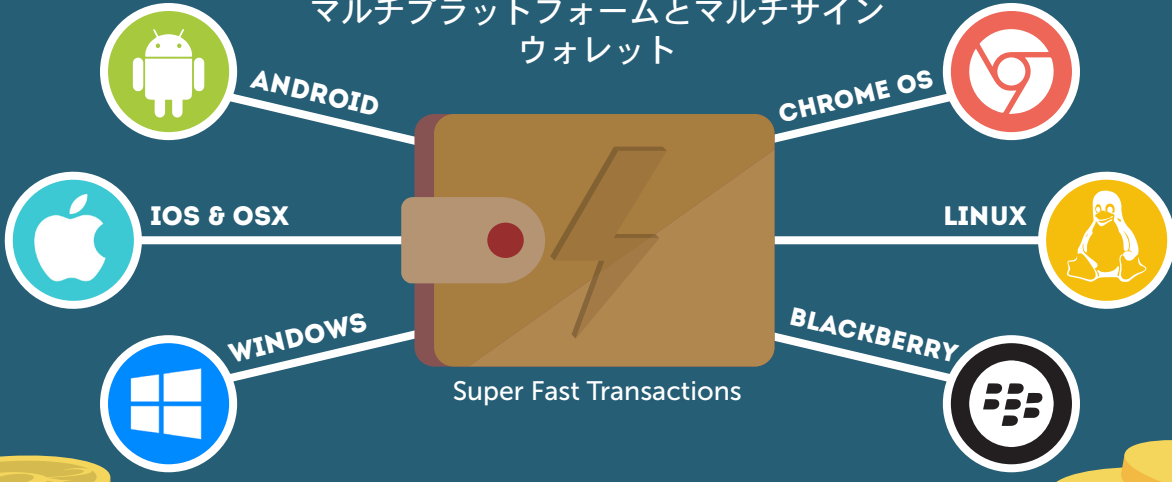 マルチプラットフォームとマルチサイン
ウォレット
ANDROID
CHROME OS
IOS & OSX
LINUX
WINDOWS
BLACKBERRY
Super Fast Transactions